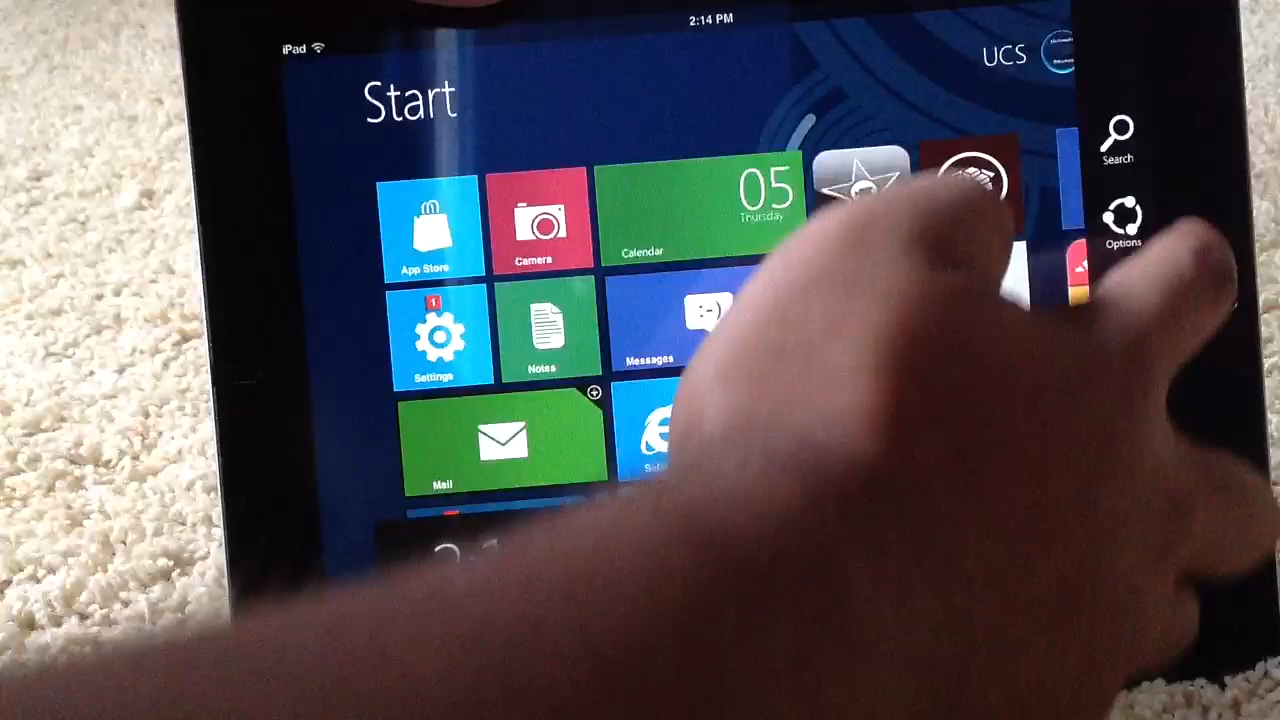 iPad
2:14 PM
UCS
Start
Search
05
Thursday
Calendar
App Store
Camera
Options
1
Settings
Notes
Messages
Mail